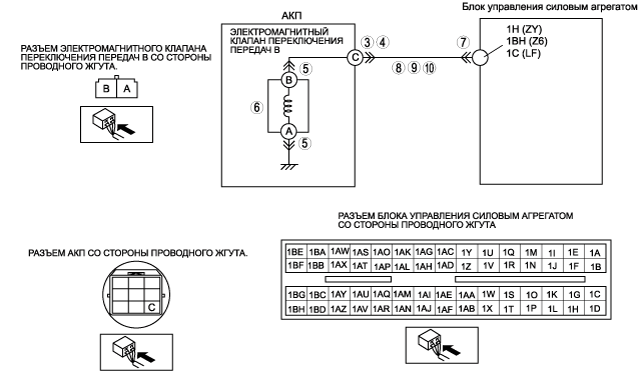 Блок управления силовым агрегатом
АКП
ЭЛЕКТРОМАГНИТНЫЙ
КЛАПАН ПЕРЕКЛЮЧЕНИЯ
ПЕРЕДАЧ В
1H (ZY)
1BH (Z6)
1C (LF)
РАЗЪЕМ ЭЛЕКТРОМАГНИТНОГО КЛАПАНА
ПЕРЕКЛЮЧЕНИЯ ПЕРЕДАЧ В СО СТОРОНЫ
ПРОВОДНОГО ЖГУТА.
B A
C 3 4 7
8 9 10
B 5
6
A 5
РАЗЪЕМ АКП СО СТОРОНЫ ПРОВОДНОГО ЖГУТА.
C
РАЗЪЕМ БЛОКА УПРАВЛЕНИЯ СИЛОВЫМ АГРЕГАТОМ
СО СТОРОНЫ ПРОВОДНОГО ЖГУТА
1BE 1BA 1AW 1AS 1AO 1AK 1AG 1AC 1Y 1U 1Q 1M 1I 1E 1A
1BF 1BB 1AX 1AT 1AP 1AL 1AH 1AD 1Z 1V 1R 1N 1J 1F 1B
1BG 1BC 1AY 1AU 1AQ 1AM 1AI 1AE 1AA 1W 1S 1O 1K 1G 1C
1BH 1BD 1AZ 1AV 1AR 1AN 1AJ 1AF 1AB 1X 1T 1P 1L 1H 1D